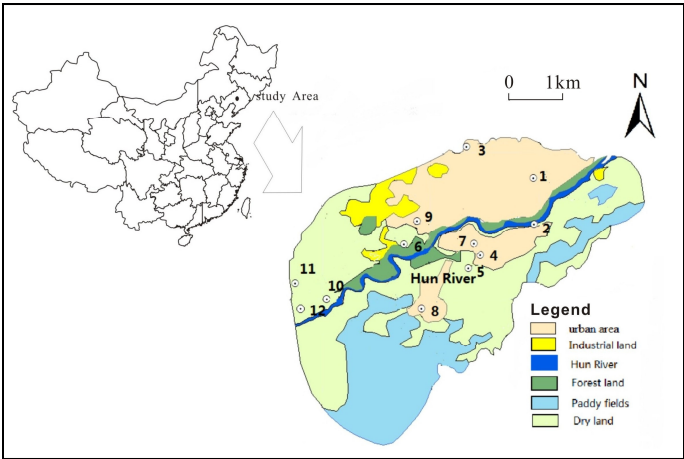 study Area
0 1km
N
3
1
9
2
7
6
4
5
Hun River
11
10
12
8
Legend
urban area
Industrial land
Hun River
Forest land
Paddy fields
Dry land